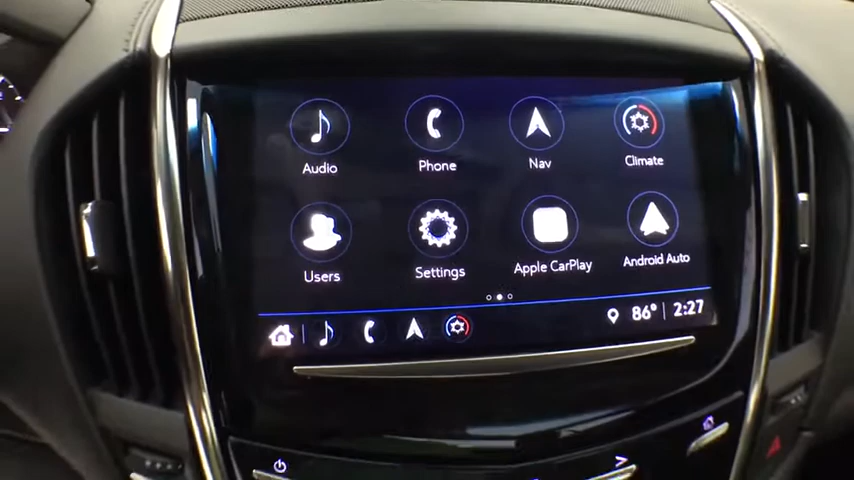 Audio Phone Nav Climate
Users Settings Apple CarPlay Android Auto
86° 2:27